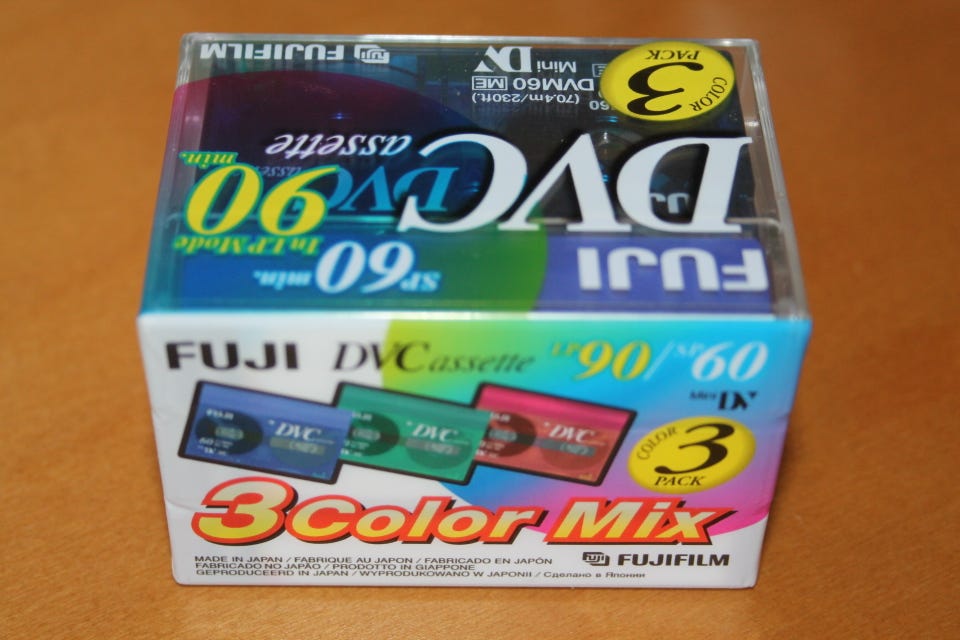 FUJIFILM
Mini DV
DVM60 ME
(70.4m/230ft.)
COLOR
3
PACK
DVC
cassette
90
min.
In LP Mode
SP 60 min.
FUJI
FUJI DVCassette LP90/SP60
Mini DV
FUJI
DVC
DVC
DVC
COLOR
3
PACK
3 Color Mix
MADE IN JAPAN / FABRIQUE AU JAPON / FABRICADO EN JAPÓN
FABRICADO NO JAPÃO / PRODOTTO IN GIAPPONE
GEPRODUCEERD IN JAPAN / WYPRODUKOWANO W JAPONII / Сделано в Японии
FUJIFILM